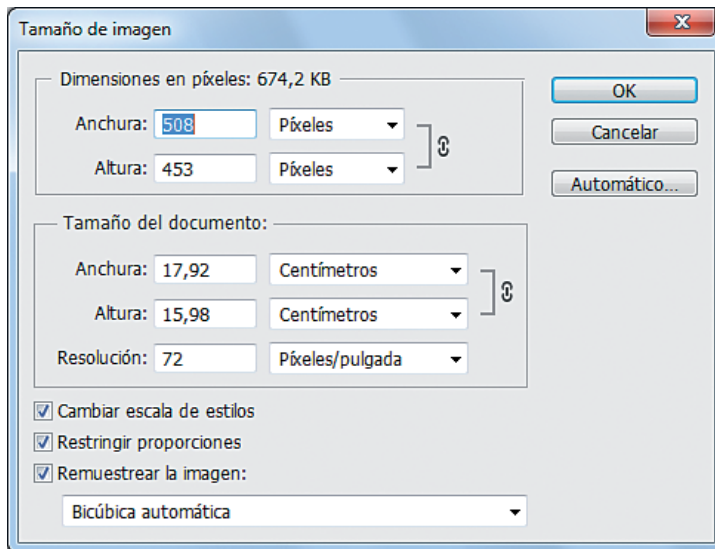 Tamaño de imagen
Dimensiones en píxeles: 674,2 KB
Anchura: 508 Píxeles
Altura: 453 Píxeles
OK
Cancelar
Automático...
Tamaño del documento:
Anchura: 17,92 Centímetros
Altura: 15,98 Centímetros
Resolución: 72 Píxeles/pulgada
Cambiar escala de estilos
Restringir proporciones
Remuestrear la imagen:
Bicúbica automática